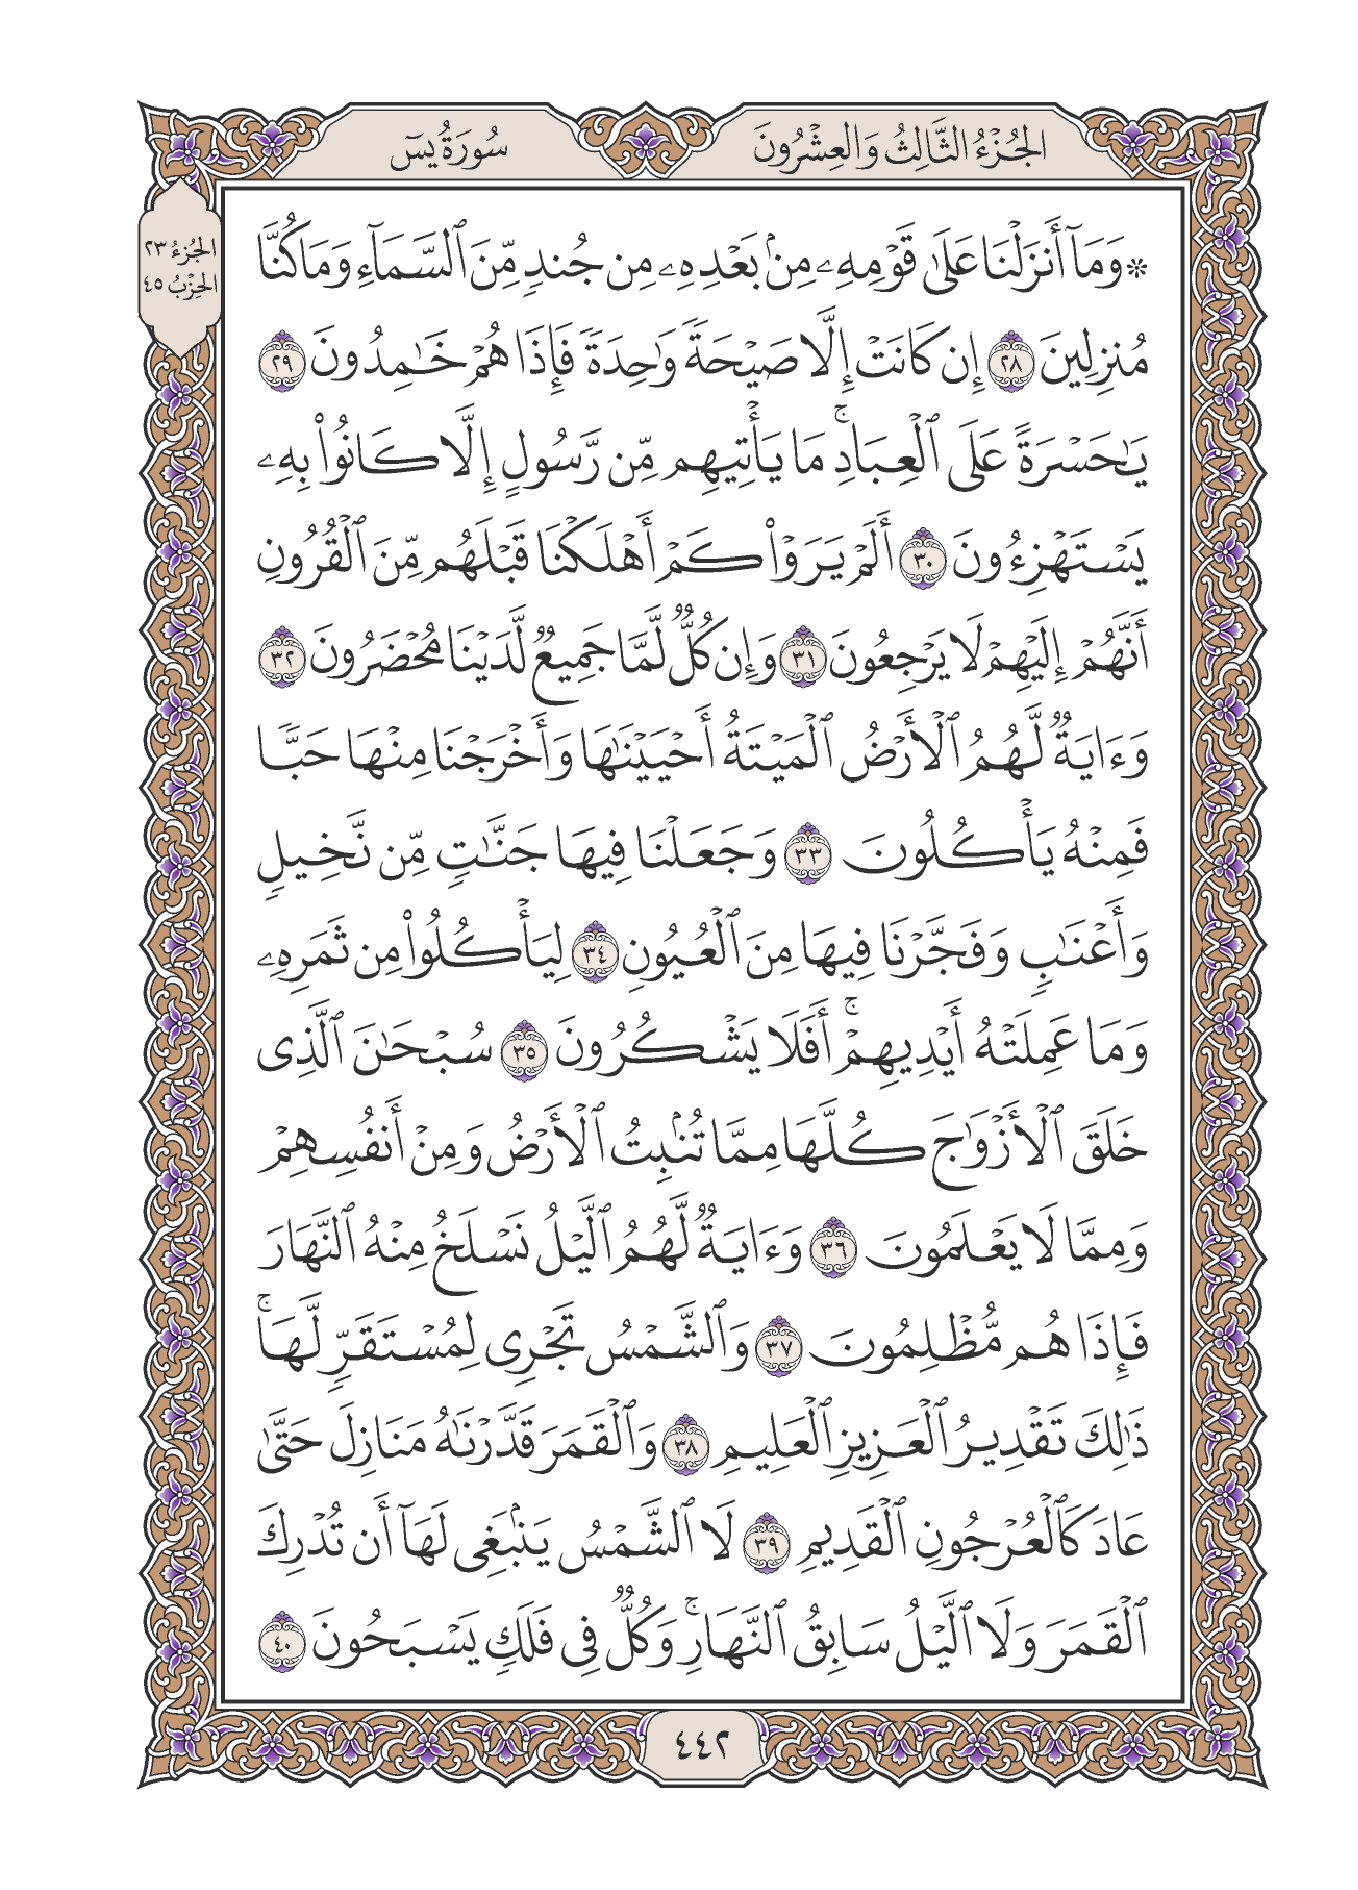 الجُزْءُ الثَّالِثُ وَالعِشْرُونَ
سُورَةُ يسٓ
الجُزءُ ٢٣
الحِزْبُ ٤٥
۞ وَمَآ أَنزَلْنَا عَلَىٰ قَوْمِهِۦ مِنۢ بَعْدِهِۦ مِن جُندٍ مِّنَ ٱلسَّمَآءِ وَمَا كُنَّا
مُنزِلِينَ ٢٨ إِن كَانَتْ إِلَّا صَيْحَةً وَٰحِدَةً فَإِذَا هُمْ خَٰمِدُونَ ٢٩
يَٰحَسْرَةً عَلَى ٱلْعِبَادِۚ مَا يَأْتِيهِم مِّن رَّسُولٍ إِلَّا كَانُوا۟ بِهِۦ
يَسْتَهْزِءُونَ ٣٠ أَلَمْ يَرَوْا۟ كَمْ أَهْلَكْنَا قَبْلَهُم مِّنَ ٱلْقُرُونِ
أَنَّهُمْ إِلَيْهِمْ لَا يَرْجِعُونَ ٣١ وَإِن كُلٌّ لَّمَّا جَمِيعٌ لَّدَيْنَا مُحْضَرُونَ ٣٢
وَءَايَةٌ لَّهُمُ ٱلْأَرْضُ ٱلْمَيْتَةُ أَحْيَيْنَٰهَا وَأَخْرَجْنَا مِنْهَا حَبًّا
فَمِنْهُ يَأْكُلُونَ ٣٣ وَجَعَلْنَا فِيهَا جَنَّٰتٍ مِّن نَّخِيلٍ
وَأَعْنَٰبٍ وَفَجَّرْنَا فِيهَا مِنَ ٱلْعُيُونِ ٣٤ لِيَأْكُلُوا۟ مِن ثَمَرِهِۦ
وَمَا عَمِلَتْهُ أَيْدِيهِمْۚ أَفَلَا يَشْكُرُونَ ٣٥ سُبْحَٰنَ ٱلَّذِى
خَلَقَ ٱلْأَزْوَٰجَ كُلَّهَا مِمَّا تُنۢبِتُ ٱلْأَرْضُ وَمِنْ أَنفُسِهِمْ
وَمِمَّا لَا يَعْلَمُونَ ٣٦ وَءَايَةٌ لَّهُمُ ٱلَّيْلُ نَسْلَخُ مِنْهُ ٱلنَّهَارَ
فَإِذَا هُم مُّظْلِمُونَ ٣٧ وَٱلشَّمْسُ تَجْرِى لِمُسْتَقَرٍّ لَّهَاۚ
ذَٰلِكَ تَقْدِيرُ ٱلْعَزِيزِ ٱلْعَلِيمِ ٣٨ وَٱلْقَمَرَ قَدَّرْنَٰهُ مَنَازِلَ حَتَّىٰ
عَادَ كَٱلْعُرْجُونِ ٱلْقَدِيمِ ٣٩ لَا ٱلشَّمْسُ يَنۢبَغِى لَهَآ أَن تُدْرِكَ
ٱلْقَمَرَ وَلَا ٱلَّيْلُ سَابِقُ ٱلنَّهَارِۚ وَكُلٌّ فِى فَلَكٍ يَسْبَحُونَ ٤٠
٤٤٢